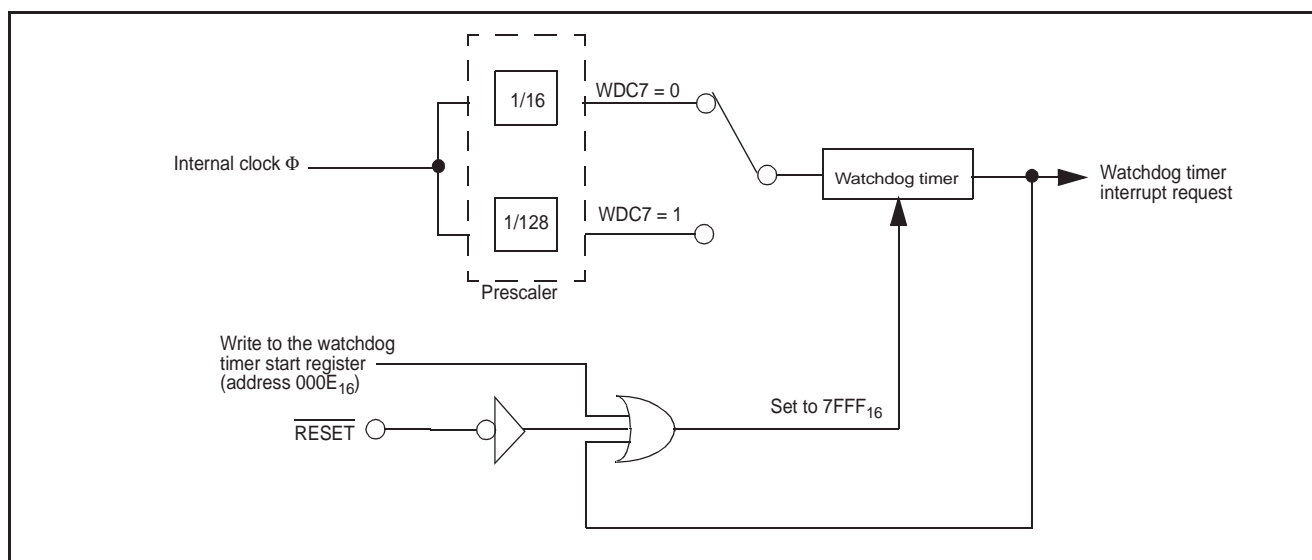 1/16
WDC7 = 0
Internal clock Φ
Watchdog timer
Watchdog timer
interrupt request
1/128
WDC7 = 1
Prescaler
Write to the watchdog
timer start register
(address 000E16)
Set to 7FFF16
RESET